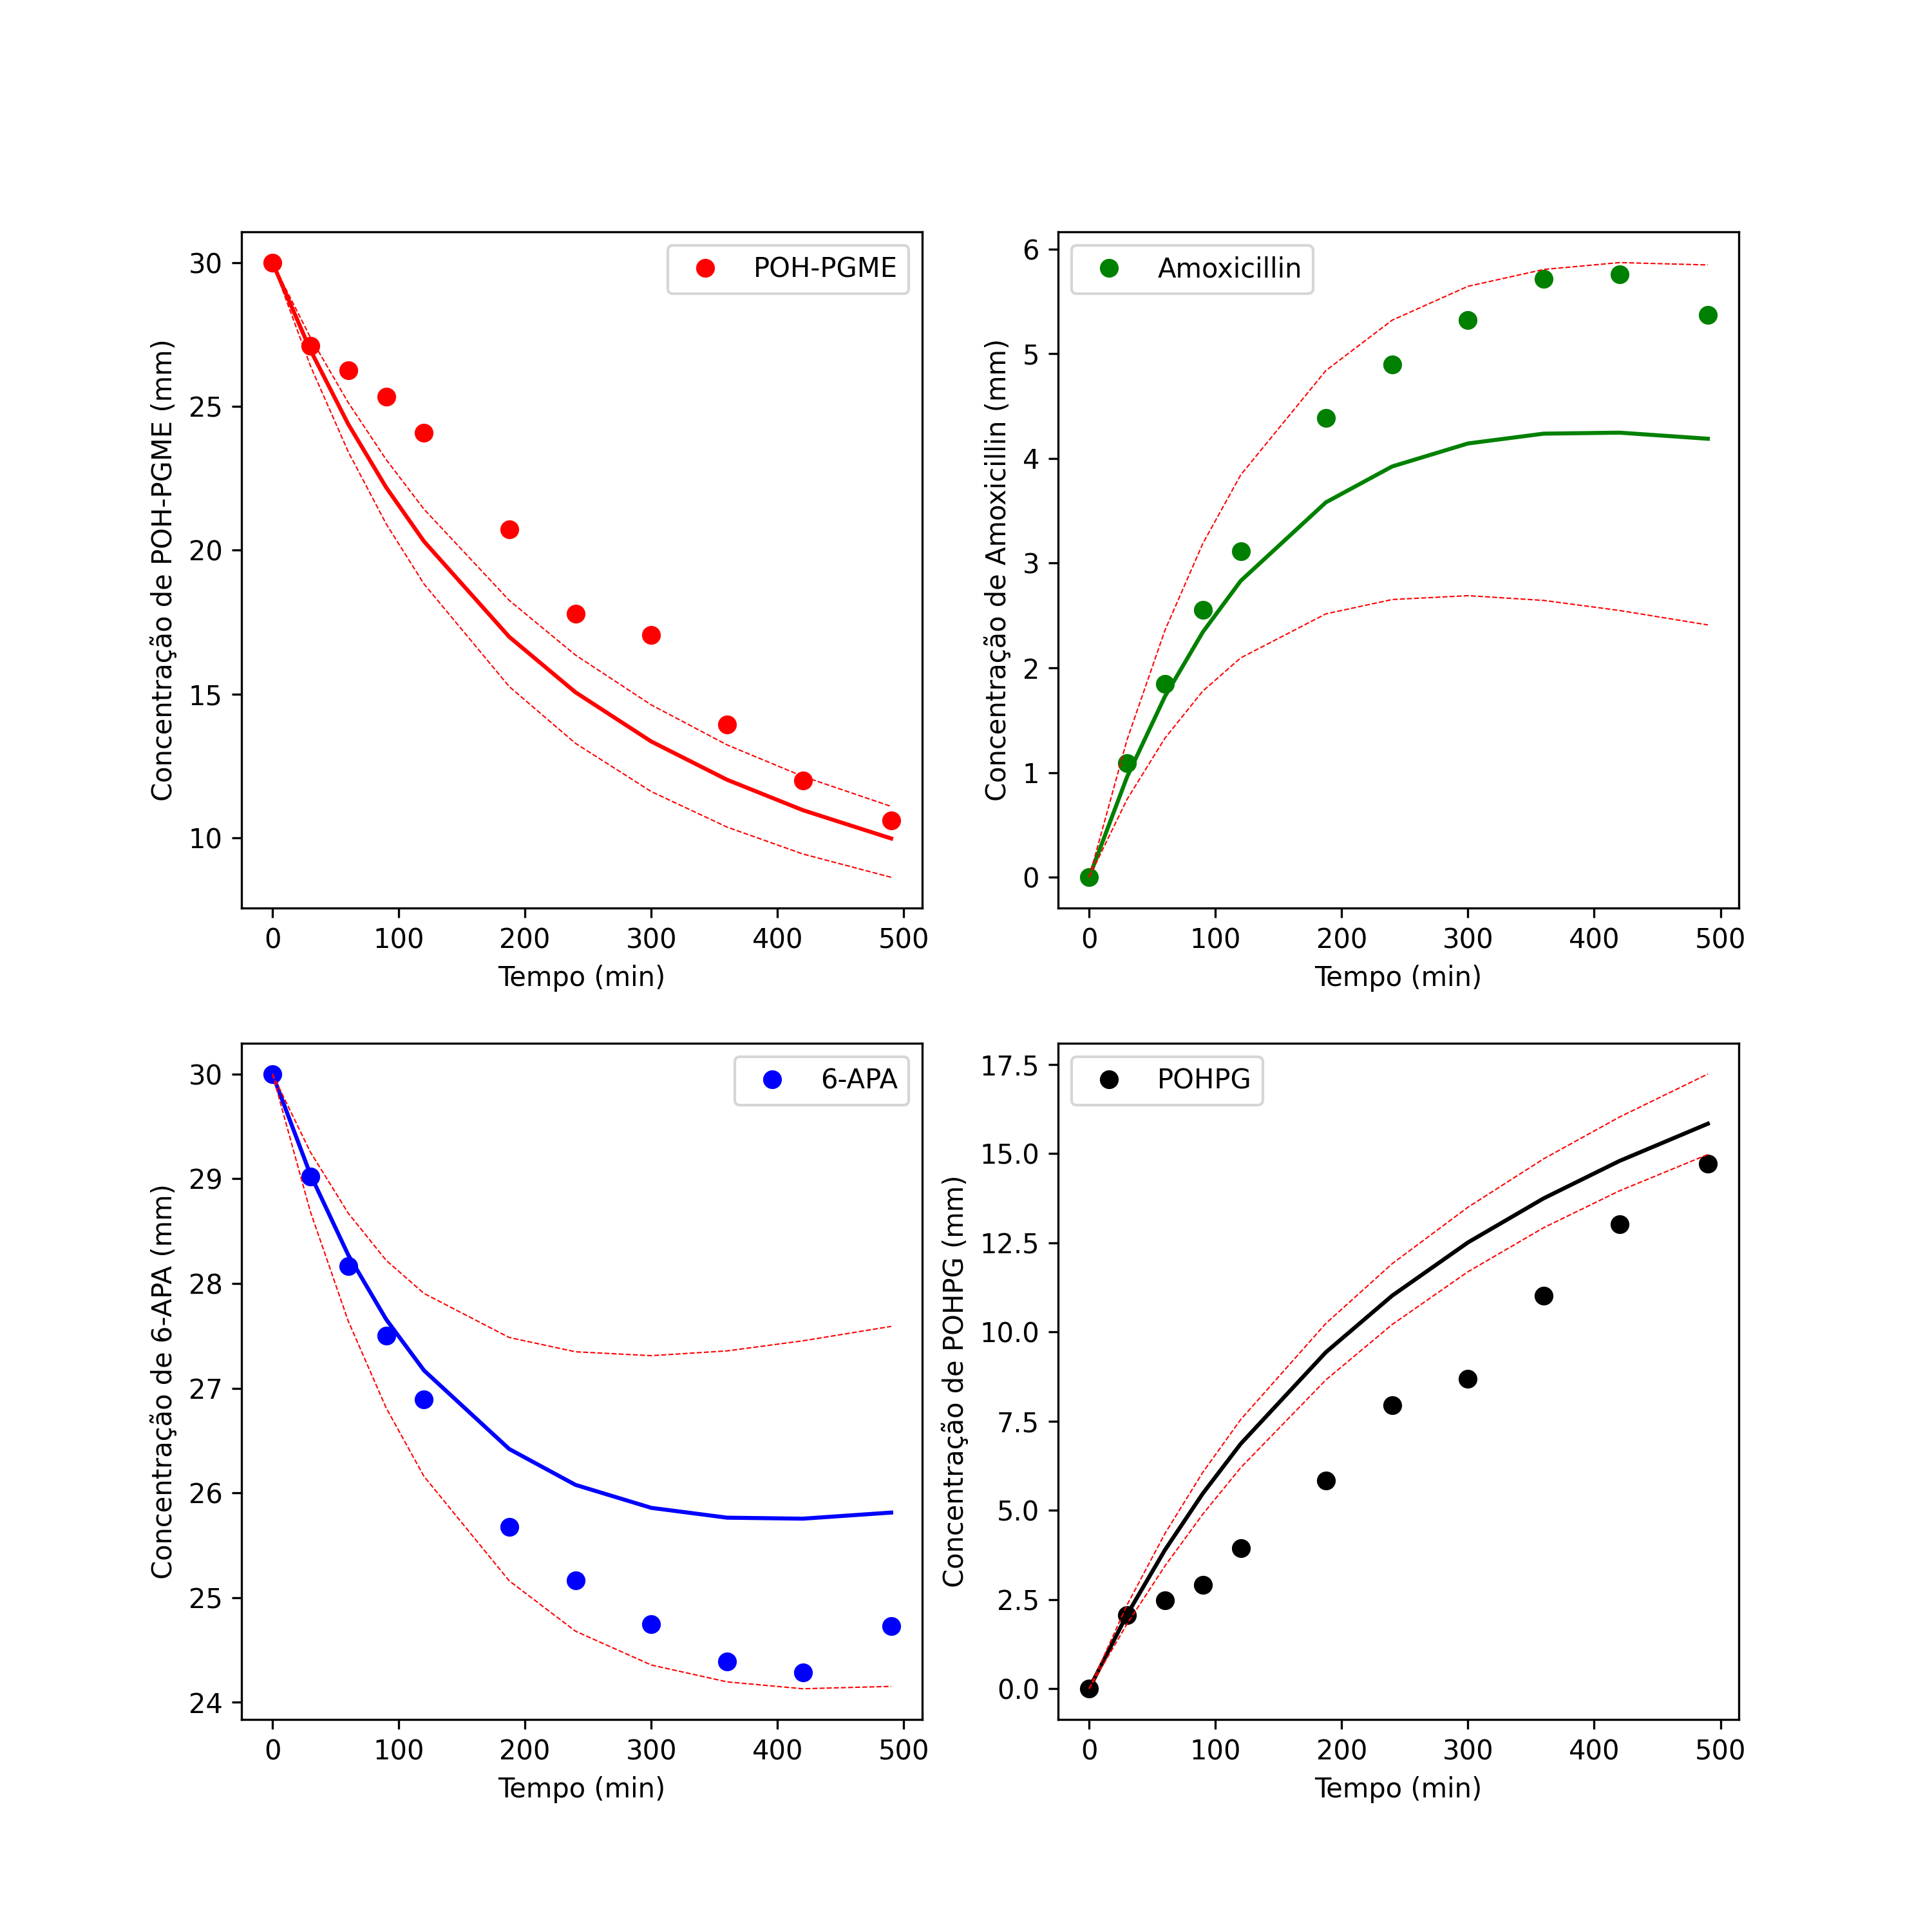 POH-PGME
Concentração de POH-PGME (mm)
30
25
20
15
10
0 100 200 300 400 500
Tempo (min)
Amoxicillin
Concentração de Amoxicillin (mm)
6
5
4
3
2
1
0
0 100 200 300 400 500
Tempo (min)
6-APA
Concentração de 6-APA (mm)
30
29
28
27
26
25
24
0 100 200 300 400 500
Tempo (min)
POHPG
Concentração de POHPG (mm)
17.5
15.0
12.5
10.0
7.5
5.0
2.5
0.0
0 100 200 300 400 500
Tempo (min)